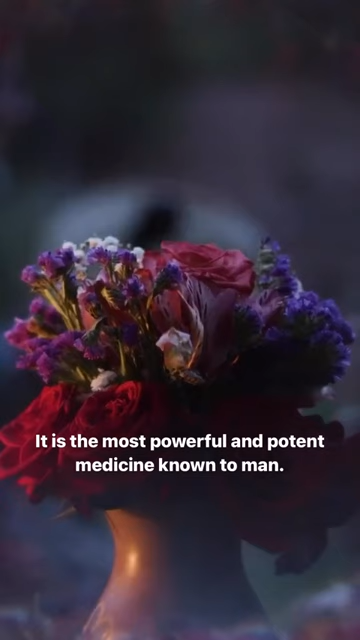 It is the most powerful and potent
medicine known to man.